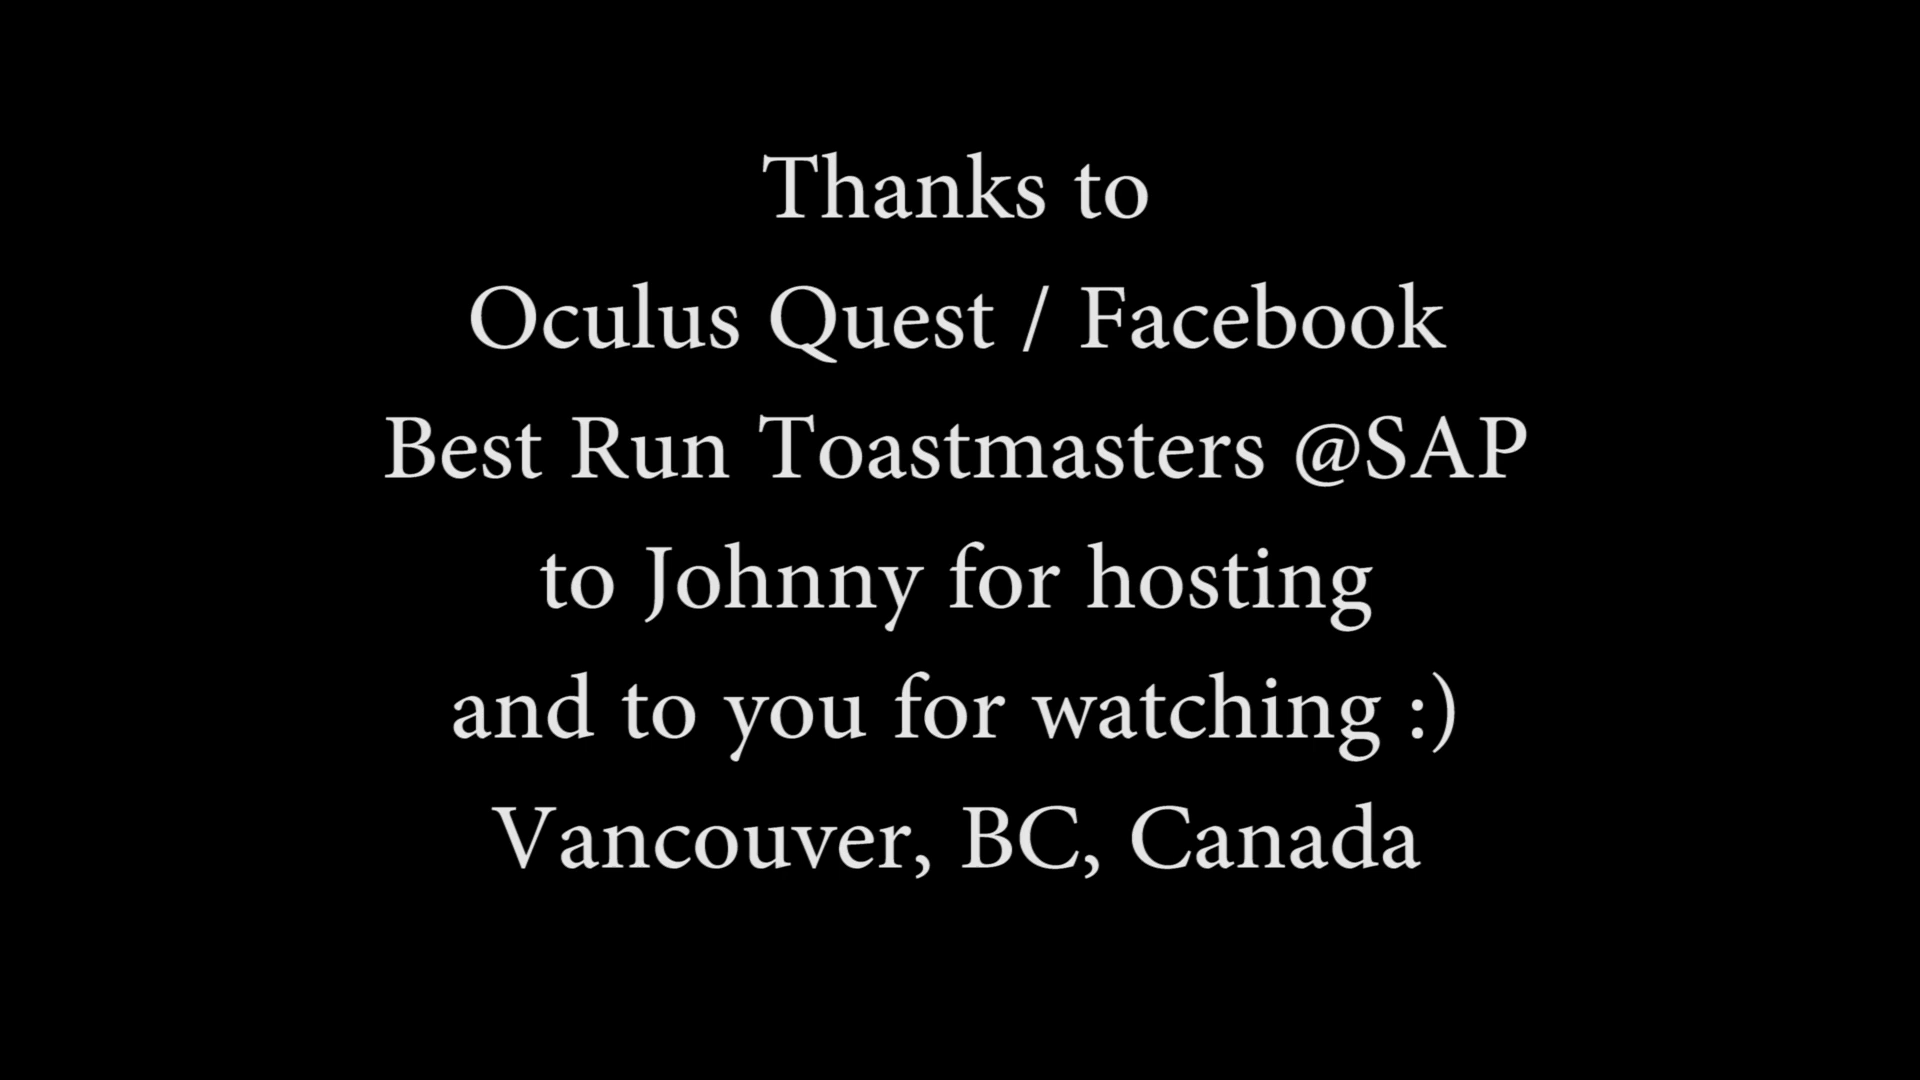 Thanks to
Oculus Quest / Facebook
Best Run Toastmasters @SAP
to Johnny for hosting
and to you for watching :)
Vancouver, BC, Canada